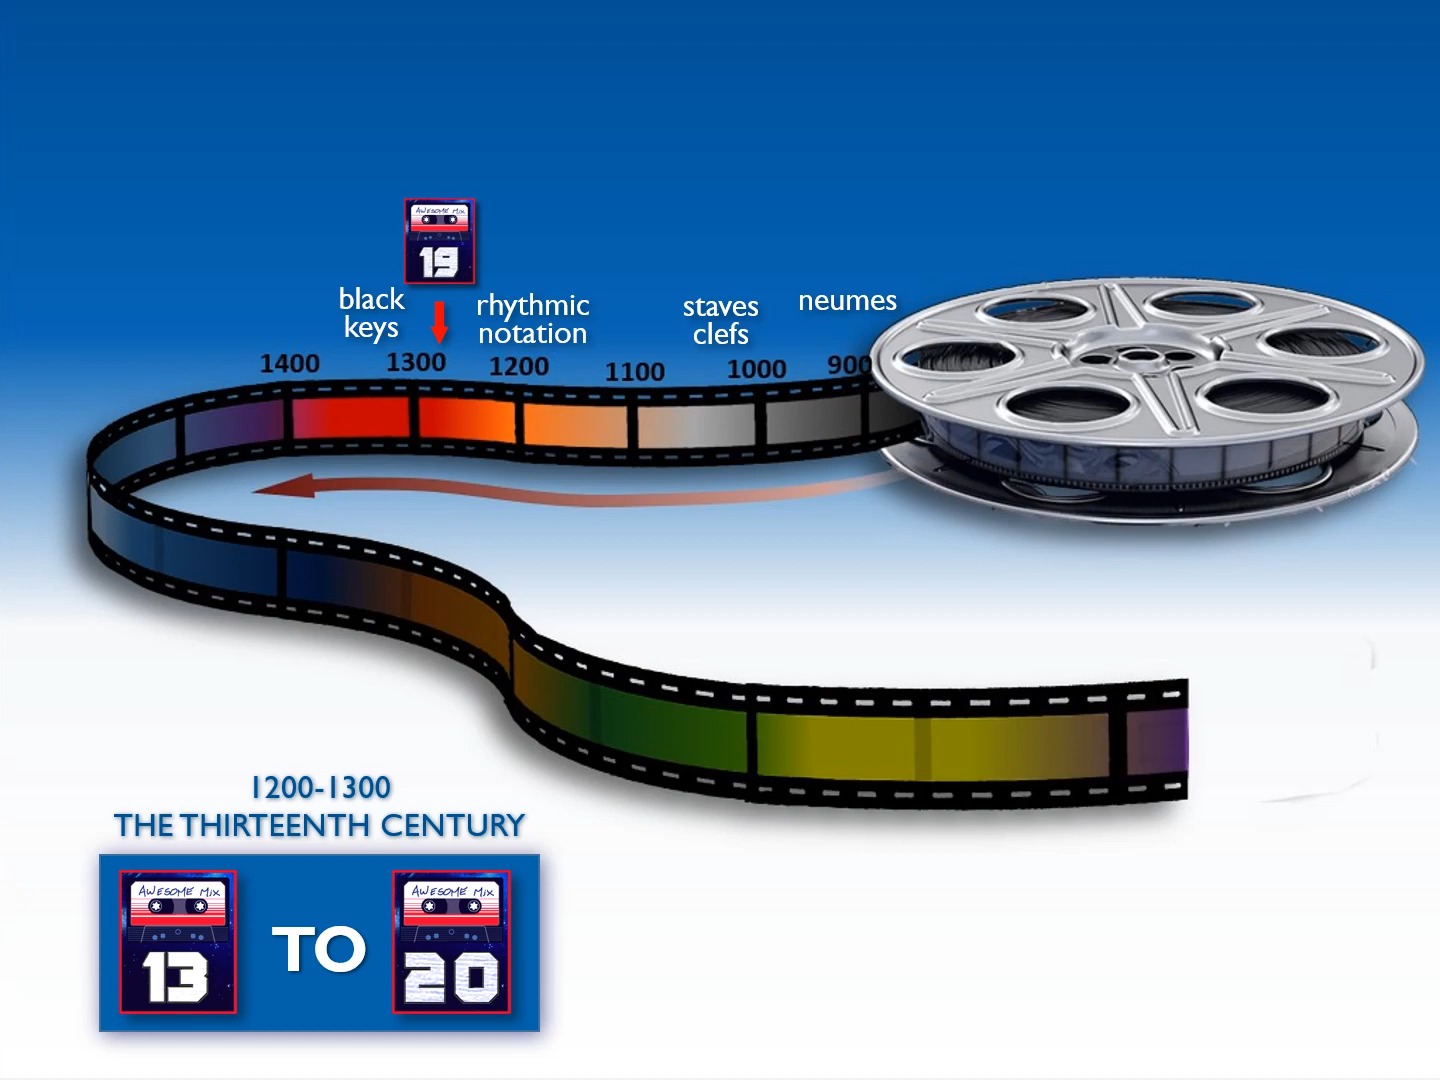 AWESOME MIX
19
black
keys
rhythmic
notation
staves
clefs
neumes
1400
1300
1200
1100
1000
900
1200-1300
THE THIRTEENTH CENTURY
AWESOME MIX
13
TO
AWESOME MIX
20